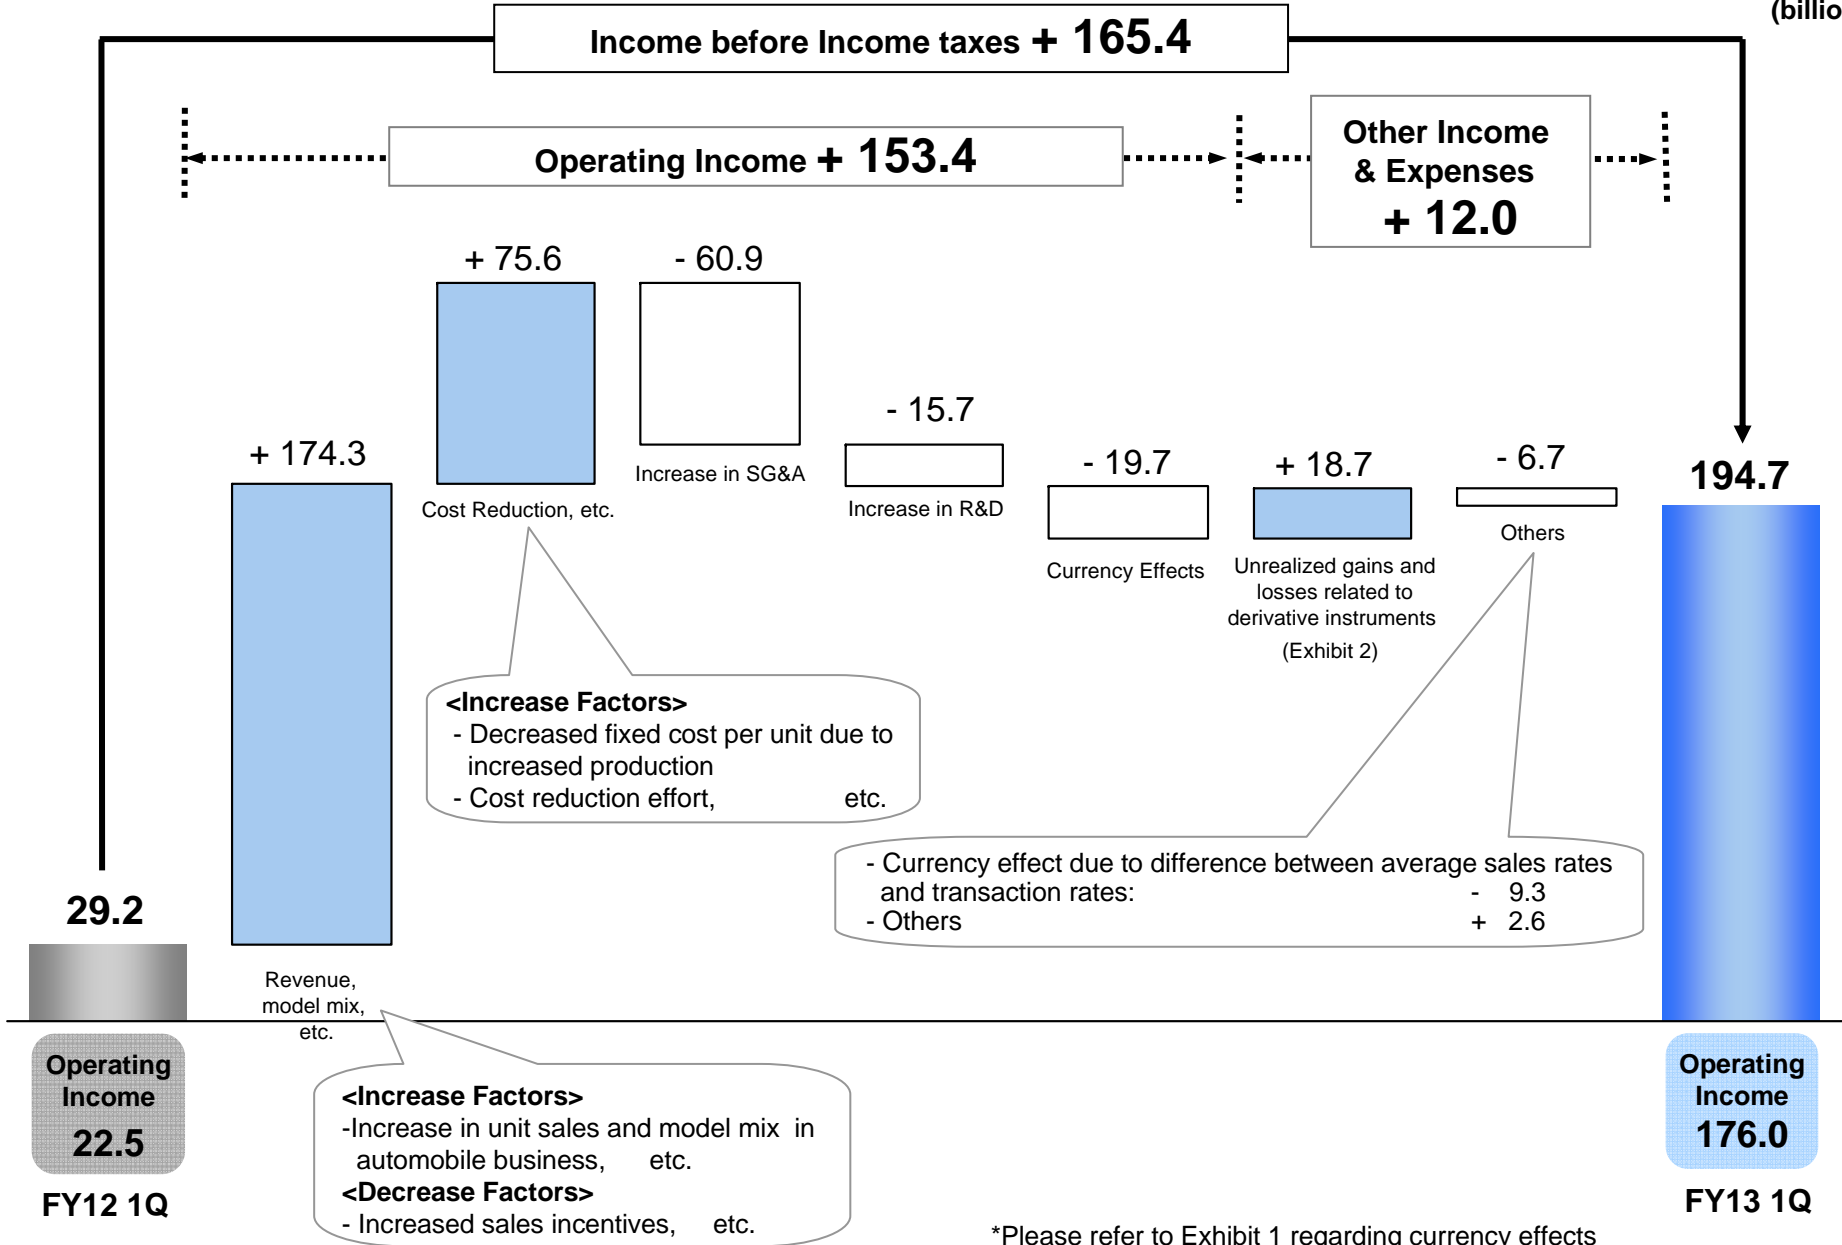 (billio
Income before Income taxes + 165.4
Operating Income + 153.4
Other Income
& Expenses
+ 12.0
+ 75.6
- 60.9
+ 174.3
- 15.7
- 19.7
+ 18.7
- 6.7
194.7
Cost Reduction, etc.
Increase in SG&A
Increase in R&D
Currency Effects
Unrealized gains and
losses related to
derivative instruments
(Exhibit 2)
Others
<Increase Factors>
- Decreased fixed cost per unit due to
increased production
- Cost reduction effort, etc.
- Currency effect due to difference between average sales rates
and transaction rates: - 9.3
- Others + 2.6
29.2
Revenue,
model mix,
etc.
Operating
Income
22.5
FY12 1Q
<Increase Factors>
-Increase in unit sales and model mix in
automobile business, etc.
<Decrease Factors>
- Increased sales incentives, etc.
Operating
Income
176.0
FY13 1Q
*Please refer to Exhibit 1 regarding currency effects